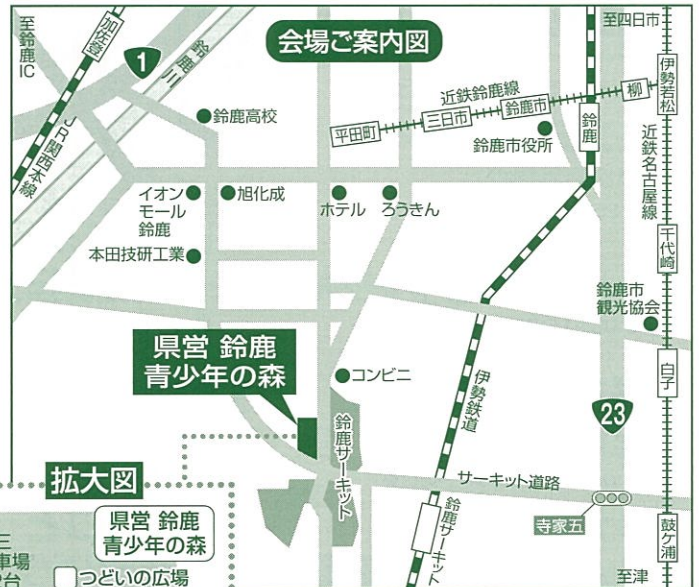 会場ご案内図
至鈴鹿IC
加佐登
1
鈴鹿川
JR関西本線
鈴鹿高校
近鉄鈴鹿線
平田町
三日市
鈴鹿市
柳
伊勢若松
至四日市
鈴鹿
鈴鹿市役所
近鉄名古屋線
イオン
モール
鈴鹿
旭化成
ホテル
ろうきん
本田技研工業
千代崎
鈴鹿市
観光協会
県営 鈴鹿
青少年の森
コンビニ
白子
伊勢鉄道
23
鈴鹿サーキット
サーキット道路
拡大図
鈴鹿サーキット
寺家五
鼓ケ浦
至津
県営 鈴鹿
青少年の森
つどいの広場